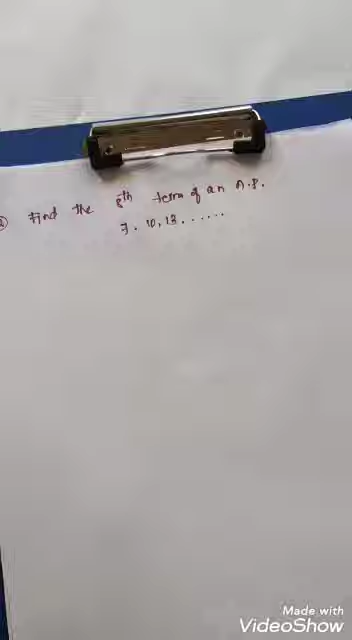 Find the 8th term of an A.P.
7, 10, 13, ......
Made with
VideoShow